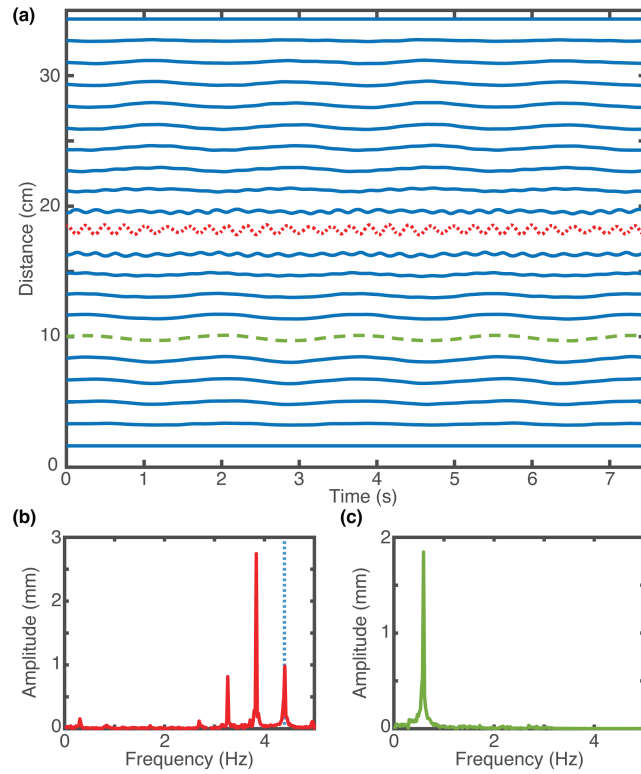 (a)
30
20
10
0
Distance (cm)
0 1 2 3 4 5 6 7
Time (s)
(b)
3
2
1
0
Amplitude (mm)
0 2 4
Frequency (Hz)
(c)
2
1
0
Amplitude (mm)
0 2 4
Frequency (Hz)